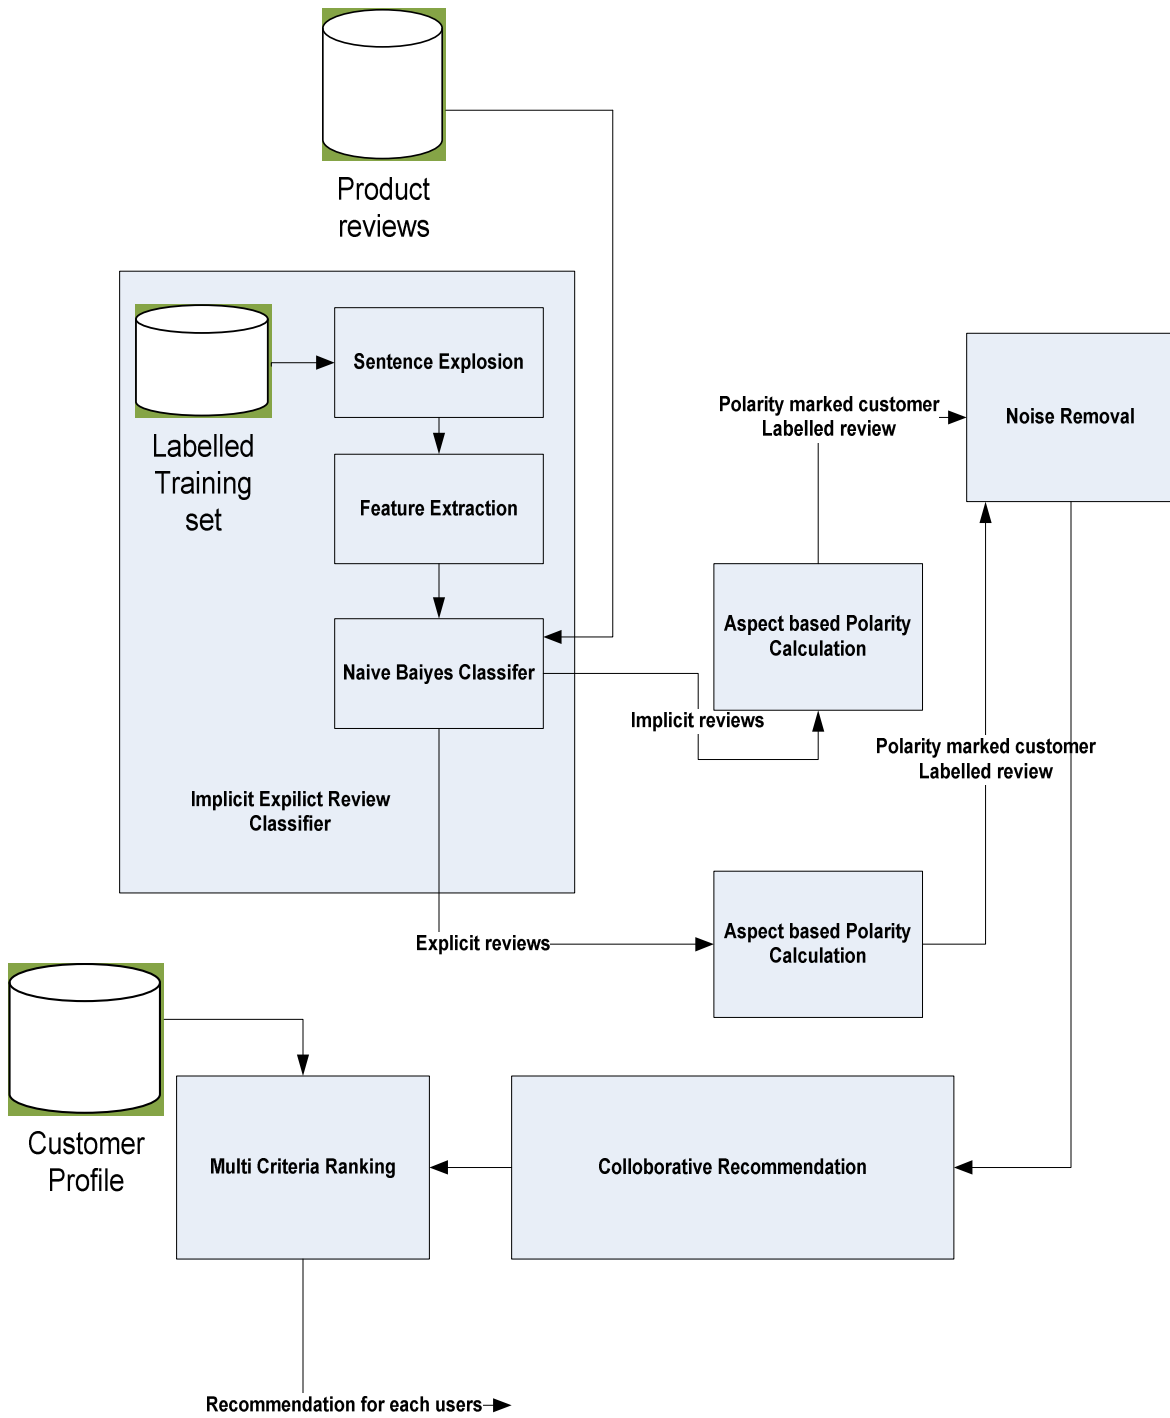 Product
reviews
Labelled
Training
set
Sentence Explosion
Feature Extraction
Naive Baiyes Classifer
Implicit Expilict Review
Classifier
Polarity marked customer
Labelled review
Noise Removal
Aspect based Polarity
Calculation
Implicit reviews
Polarity marked customer
Labelled review
Explicit reviews
Aspect based Polarity
Calculation
Customer
Profile
Multi Criteria Ranking
Colloborative Recommendation
Recommendation for each users